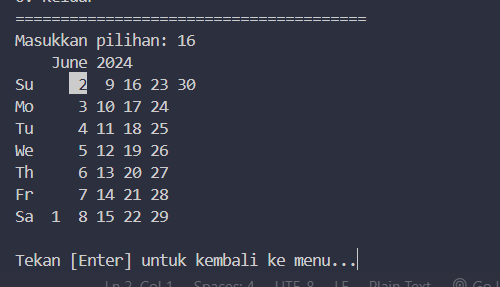 ========================================
Masukkan pilihan: 16
    June 2024
Su     2  9 16 23 30
Mo     3 10 17 24
Tu     4 11 18 25
We     5 12 19 26
Th     6 13 20 27
Fr     7 14 21 28
Sa  1  8 15 22 29
Tekan [Enter] untuk kembali ke menu...
Ln 2, Col 1 Spaces: 4 UTF-8 Plain Text